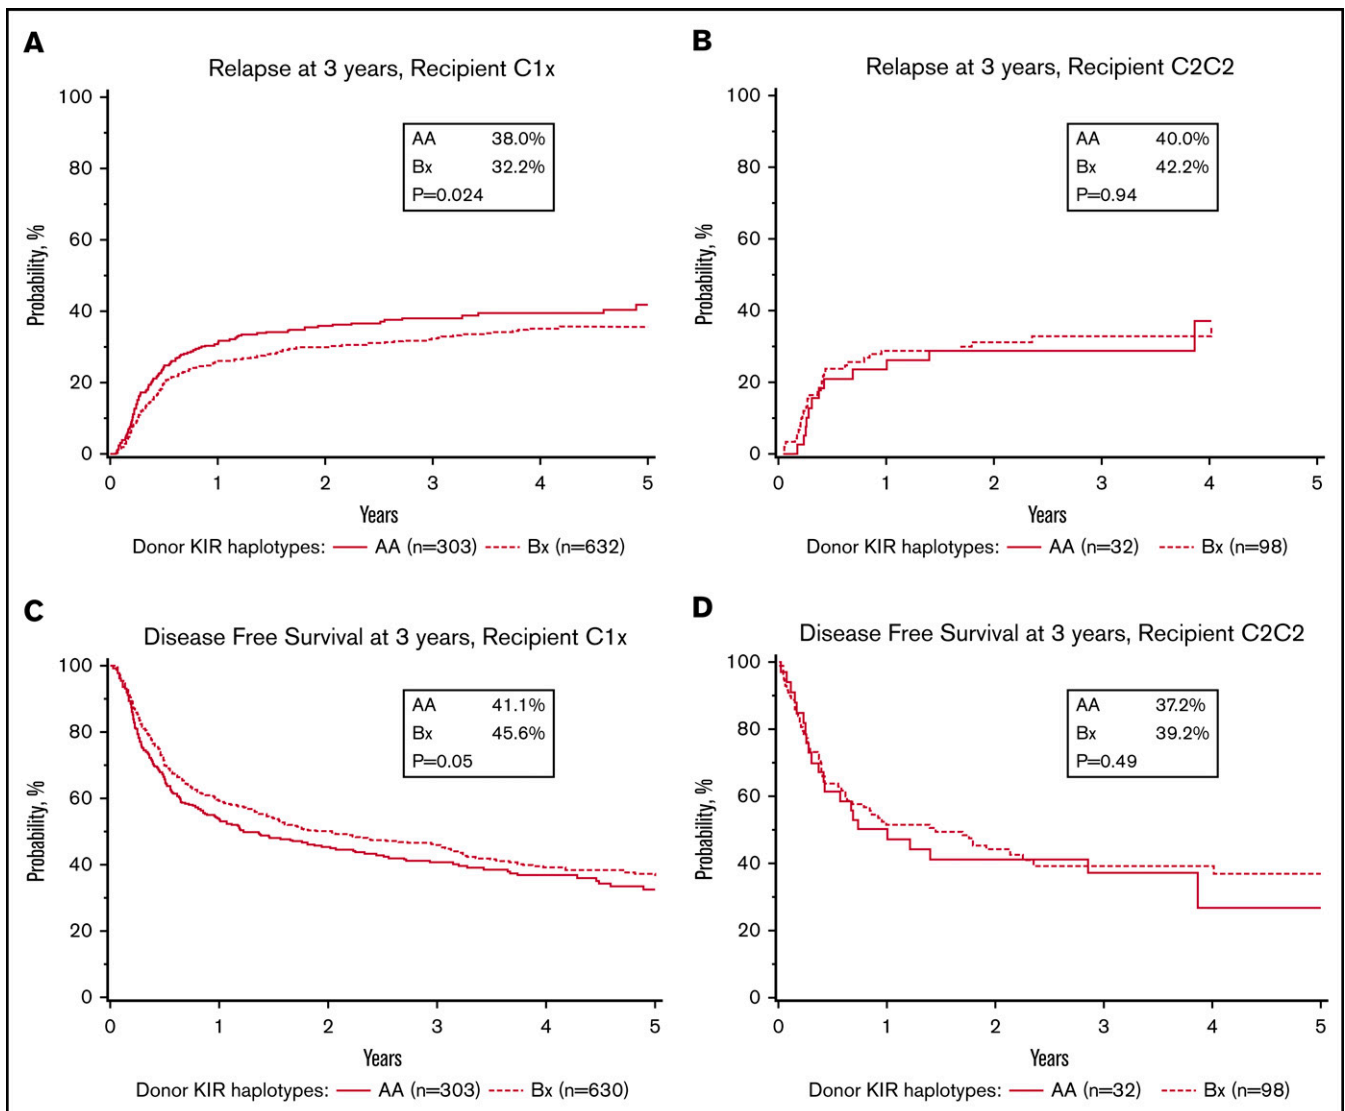 A
Relapse at 3 years, Recipient C1x
Probability, %
100
80
60
40
20
0
AA 38.0%
Bx 32.2%
P=0.024
0 1 2 3 4 5
Years
Donor KIR haplotypes: AA (n=303) Bx (n=632)
B
Relapse at 3 years, Recipient C2C2
Probability, %
100
80
60
40
20
0
AA 40.0%
Bx 42.2%
P=0.94
0 1 2 3 4 5
Years
Donor KIR haplotypes: AA (n=32) Bx (n=98)
C
Disease Free Survival at 3 years, Recipient C1x
Probability, %
100
80
60
40
20
0
AA 41.1%
Bx 45.6%
P=0.05
0 1 2 3 4 5
Years
Donor KIR haplotypes: AA (n=303) Bx (n=630)
D
Disease Free Survival at 3 years, Recipient C2C2
Probability, %
100
80
60
40
20
0
AA 37.2%
Bx 39.2%
P=0.49
0 1 2 3 4 5
Years
Donor KIR haplotypes: AA (n=32) Bx (n=98)